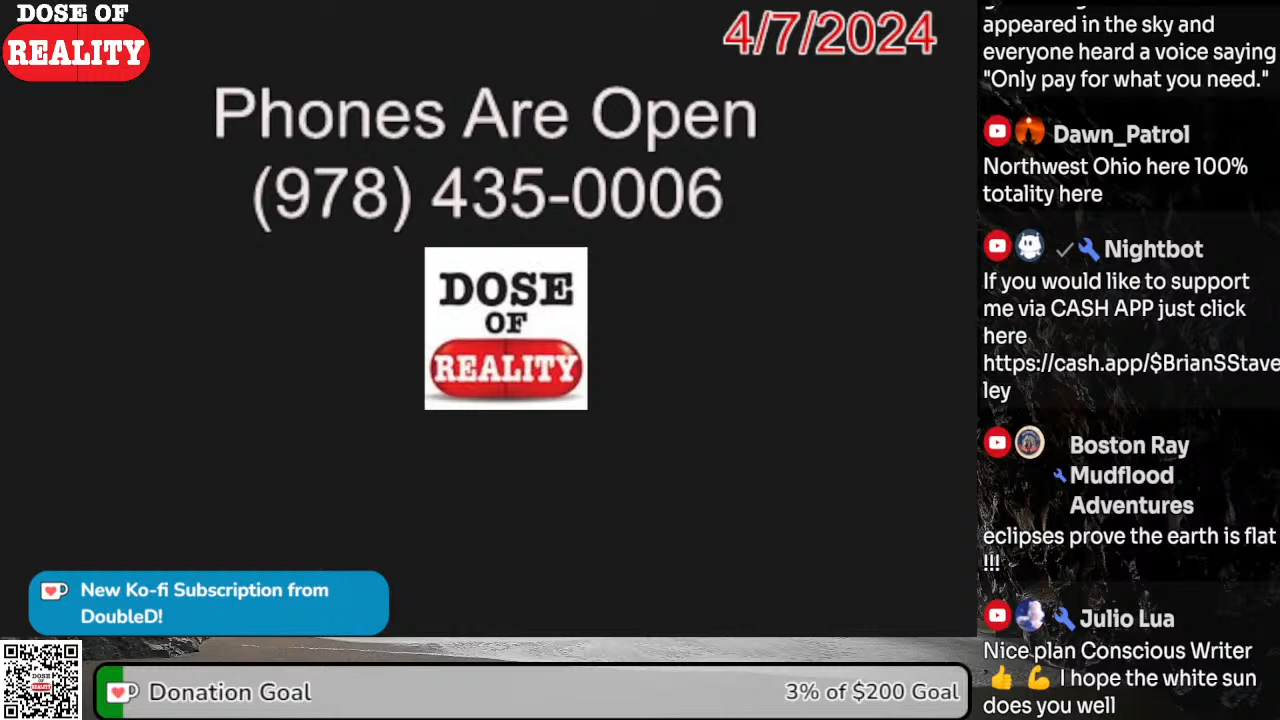 DOSE OF
REALITY
4/7/2024
Phones Are Open
(978) 435-0006
DOSE
OF
REALITY
New Ko-fi Subscription from
DoubleD!
Donation Goal
3% of $200 Goal
appeared in the sky and
everyone heard a voice saying
"Only pay for what you need."
Dawn_Patrol
Northwest Ohio here 100%
totality here
Nightbot
If you would like to support
me via CASH APP just click
here
https://cash.app/$BrianSStave
ley
Boston Ray
Mudflood
Adventures
eclipses prove the earth is flat
!!!
Julio Lua
Nice plan Conscious Writer
👍 💪 I hope the white sun
does you well